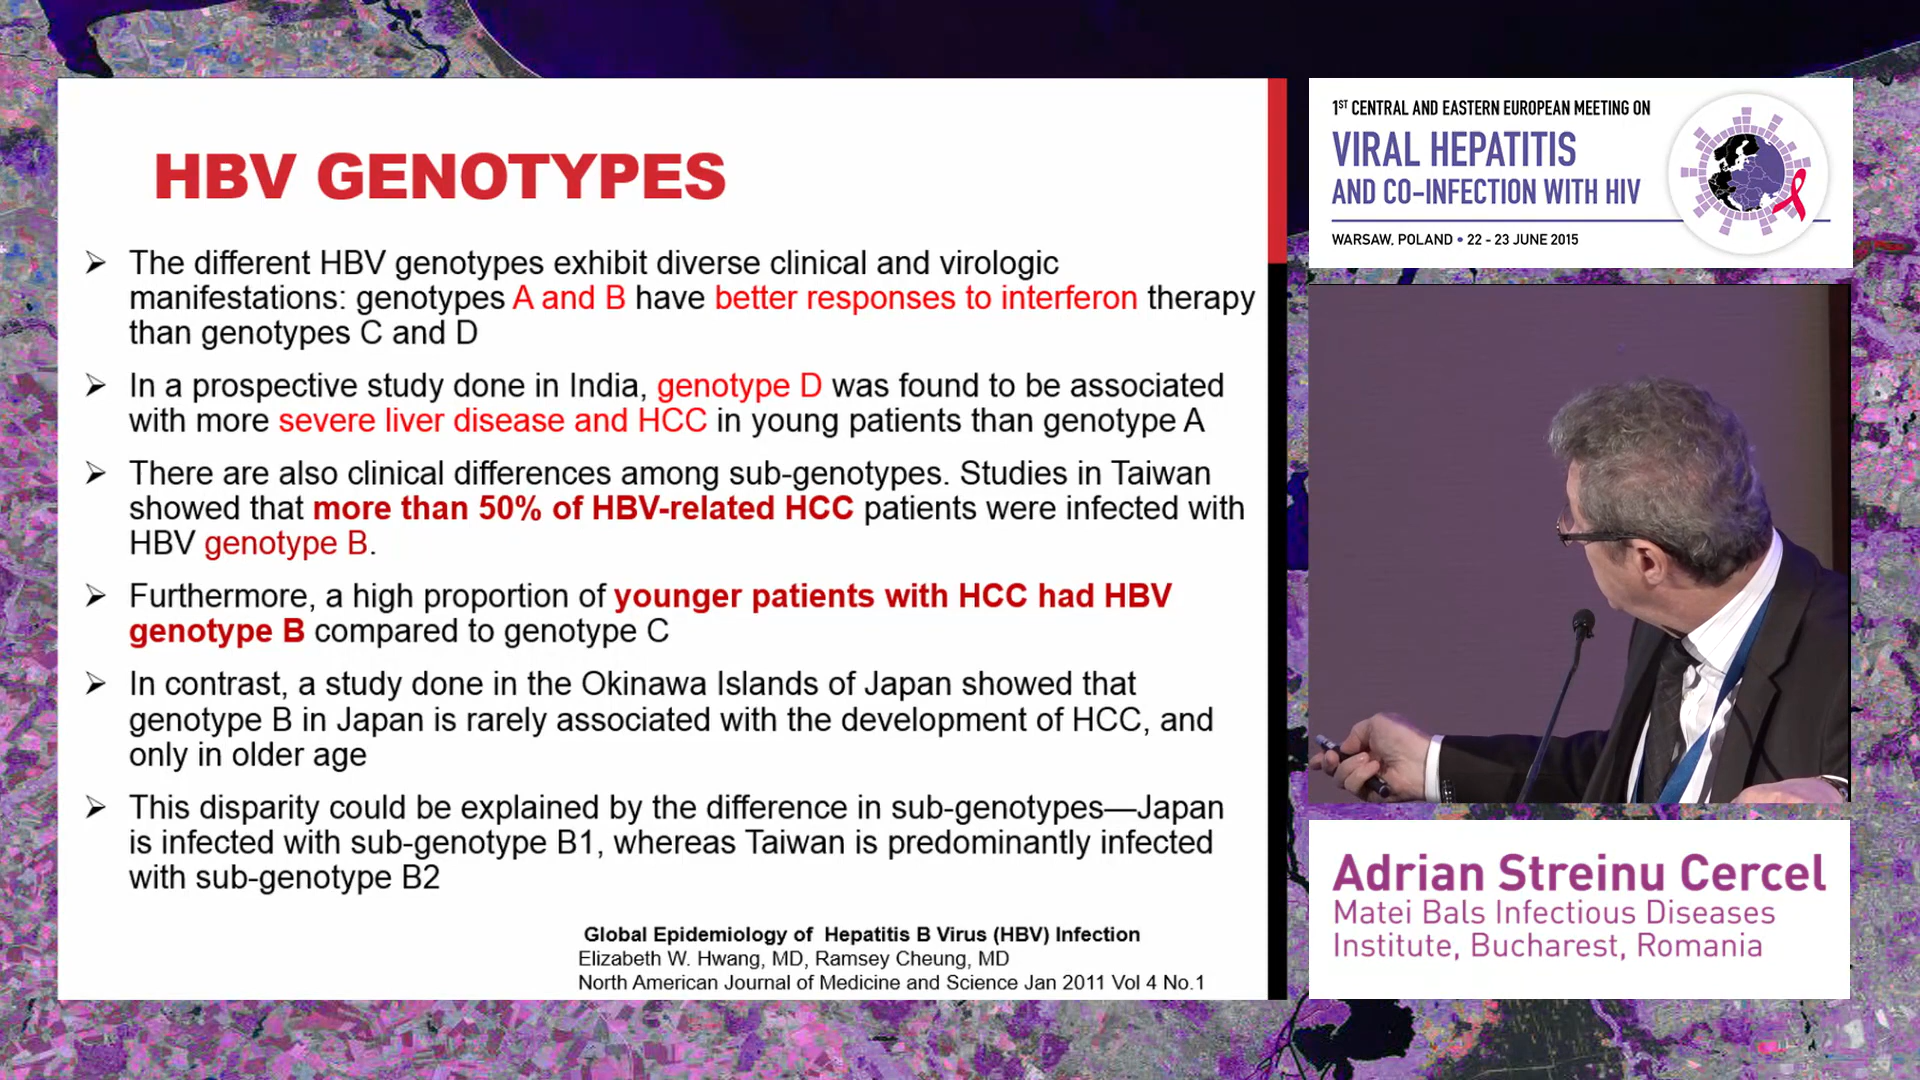 HBV GENOTYPES
➢ The different HBV genotypes exhibit diverse clinical and virologic
manifestations: genotypes A and B have better responses to interferon therapy
than genotypes C and D
➢ In a prospective study done in India, genotype D was found to be associated
with more severe liver disease and HCC in young patients than genotype A
➢ There are also clinical differences among sub-genotypes. Studies in Taiwan
showed that more than 50% of HBV-related HCC patients were infected with
HBV genotype B.
➢ Furthermore, a high proportion of younger patients with HCC had HBV
genotype B compared to genotype C
➢ In contrast, a study done in the Okinawa Islands of Japan showed that
genotype B in Japan is rarely associated with the development of HCC, and
only in older age
➢ This disparity could be explained by the difference in sub-genotypes—Japan
is infected with sub-genotype B1, whereas Taiwan is predominantly infected
with sub-genotype B2
Global Epidemiology of Hepatitis B Virus (HBV) Infection
Elizabeth W. Hwang, MD, Ramsey Cheung, MD
North American Journal of Medicine and Science Jan 2011 Vol 4 No.1
1ST CENTRAL AND EASTERN EUROPEAN MEETING ON
VIRAL HEPATITIS
AND CO-INFECTION WITH HIV
WARSAW, POLAND • 22 - 23 JUNE 2015
Adrian Streinu Cercel
Matei Bals Infectious Diseases
Institute, Bucharest, Romania